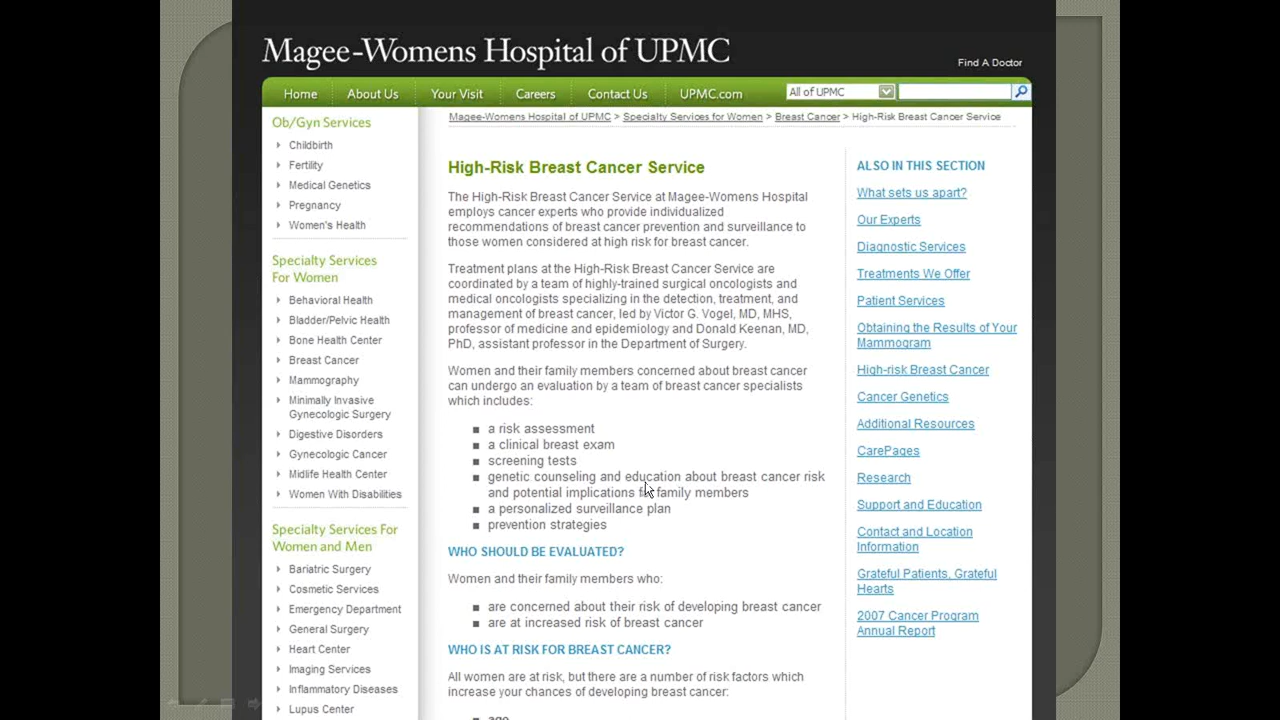 Magee-Womens Hospital of UPMC
Find A Doctor
Home
About Us
Your Visit
Careers
Contact Us
UPMC.com
All of UPMC
Magee-Womens Hospital of UPMC > Specialty Services for Women > Breast Cancer > High-Risk Breast Cancer Service
Ob/Gyn Services
Childbirth
Fertility
Medical Genetics
Pregnancy
Women's Health
Specialty Services
For Women
Behavioral Health
Bladder/Pelvic Health
Bone Health Center
Breast Cancer
Mammography
Minimally Invasive
Gynecologic Surgery
Digestive Disorders
Gynecologic Cancer
Midlife Health Center
Women With Disabilities
Specialty Services For
Women and Men
Bariatric Surgery
Cosmetic Services
Emergency Department
General Surgery
Heart Center
Imaging Services
Inflammatory Diseases
Lupus Center
High-Risk Breast Cancer Service
The High-Risk Breast Cancer Service at Magee-Womens Hospital
employs cancer experts who provide individualized
recommendations of breast cancer prevention and surveillance to
those women considered at high risk for breast cancer.
Treatment plans at the High-Risk Breast Cancer Service are
coordinated by a team of highly-trained surgical oncologists and
medical oncologists specializing in the detection, treatment, and
management of breast cancer, led by Victor G. Vogel, MD, MHS,
professor of medicine and epidemiology and Donald Keenan, MD,
PhD, assistant professor in the Department of Surgery.
Women and their family members concerned about breast cancer
can undergo an evaluation by a team of breast cancer specialists
which includes:
a risk assessment
a clinical breast exam
screening tests
genetic counseling and education about breast cancer risk
and potential implications for family members
a personalized surveillance plan
prevention strategies
WHO SHOULD BE EVALUATED?
Women and their family members who:
are concerned about their risk of developing breast cancer
are at increased risk of breast cancer
WHO IS AT RISK FOR BREAST CANCER?
All women are at risk, but there are a number of risk factors which
increase your chances of developing breast cancer:
age
ALSO IN THIS SECTION
What sets us apart?
Our Experts
Diagnostic Services
Treatments We Offer
Patient Services
Obtaining the Results of Your
Mammogram
High-risk Breast Cancer
Cancer Genetics
Additional Resources
CarePages
Research
Support and Education
Contact and Location
Information
Grateful Patients, Grateful
Hearts
2007 Cancer Program
Annual Report